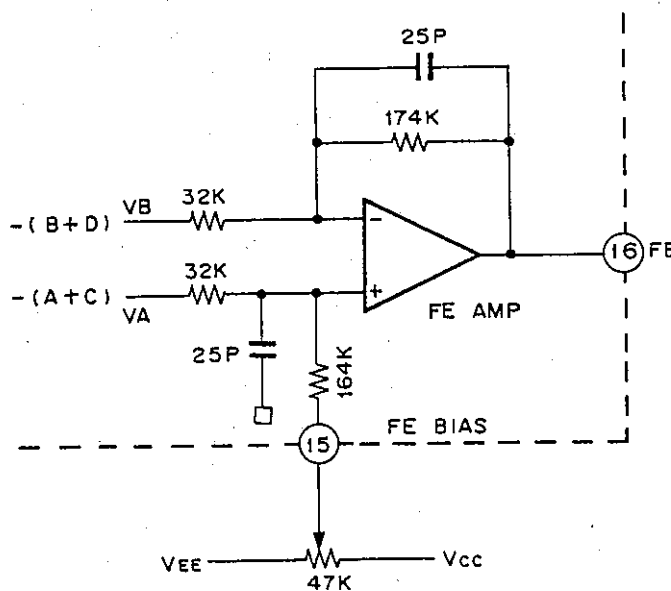 25P
174K
-(B+D) VB 32K
-
16 FE
-(A+C) VA 32K
+
FE AMP
25P
164K
FE BIAS
15
VEE
VCC
47K